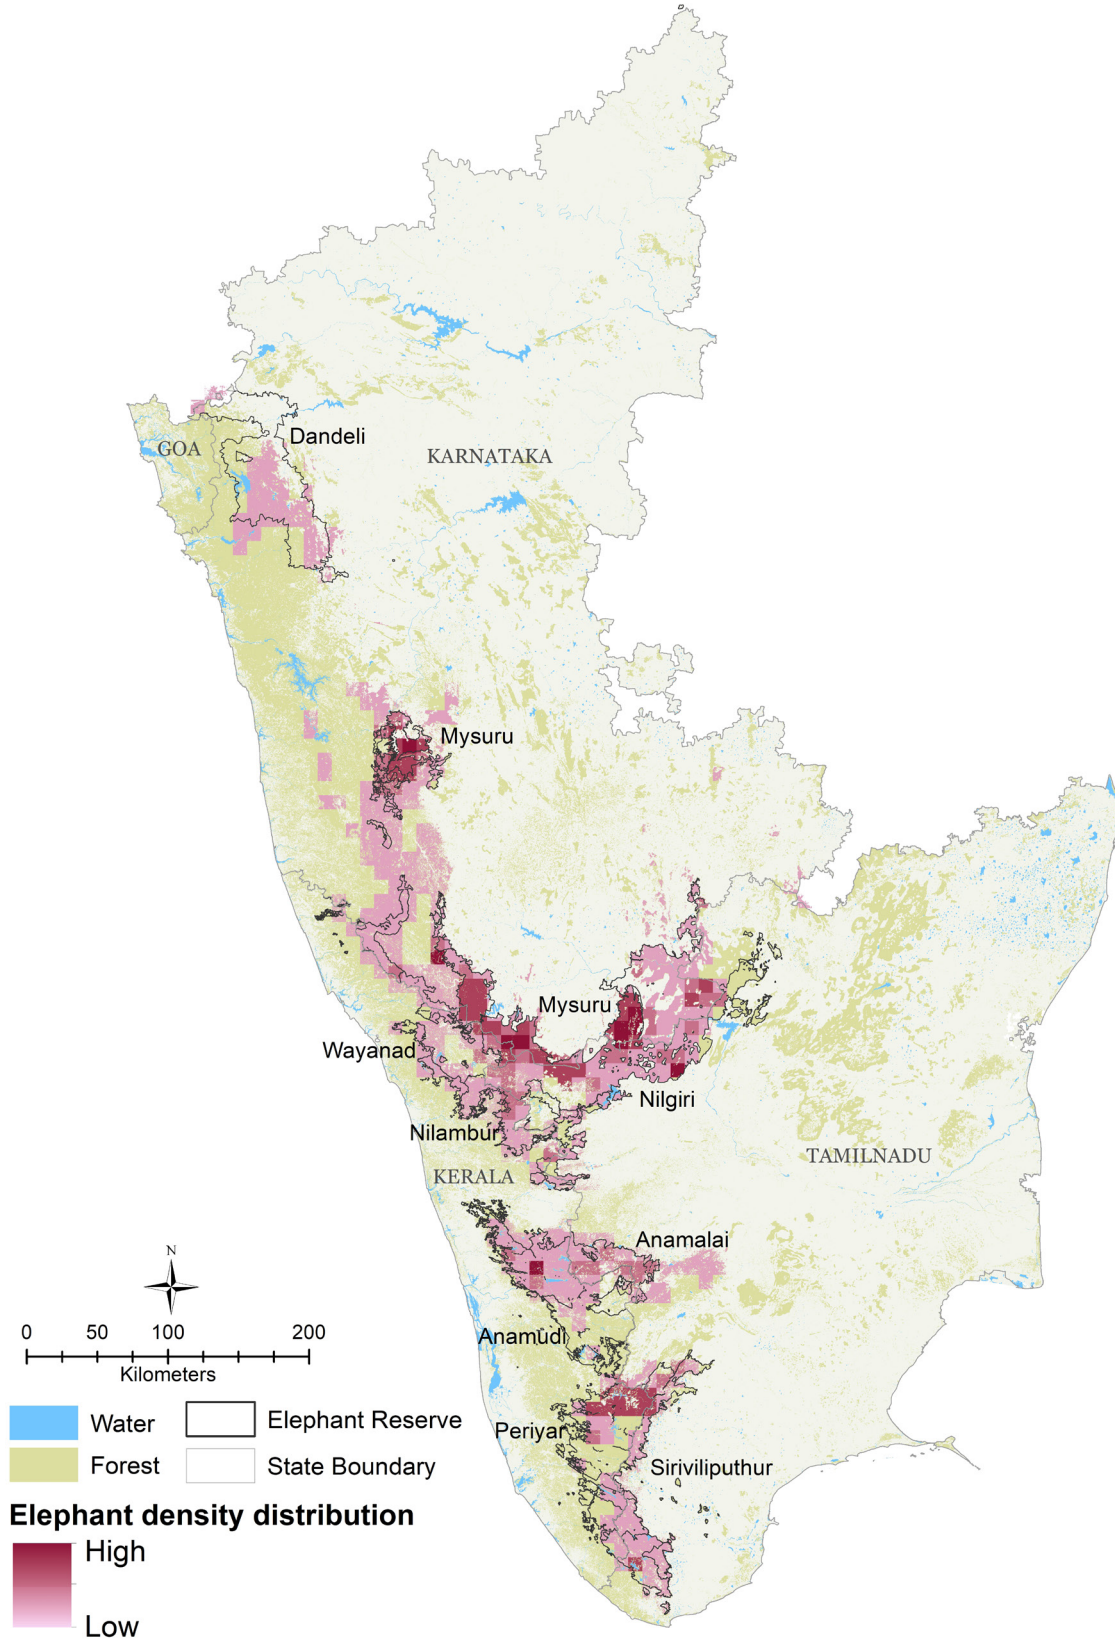 Dandeli
GOA
KARNATAKA
Mysuru
Mysuru
Wayanad
Nilgiri
Nilambur
TAMILNADU
KERALA
Anamalai
N
0 50 100 200
Kilometers
Anamudi
Periyar
Siriviliputhur
Water
Elephant Reserve
Forest
State Boundary
Elephant density distribution
High
Low